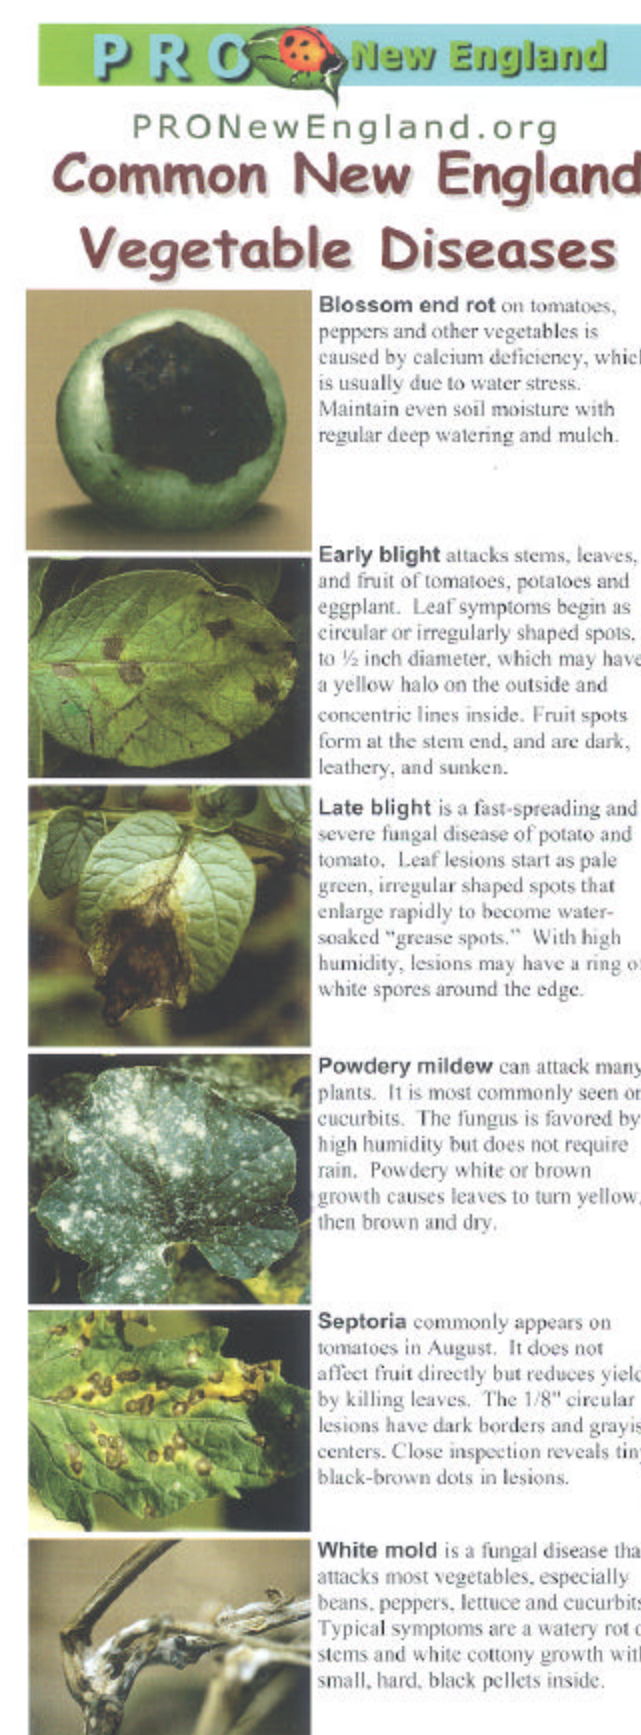 PRO New England
PRONewEngland.org
Common New England
Vegetable Diseases
Blossom end rot on tomatoes,
peppers and other vegetables is
caused by calcium deficiency, which
is usually due to water stress.
Maintain even soil moisture with
regular deep watering and mulch.
Early blight attacks stems, leaves,
and fruit of tomatoes, potatoes and
eggplant. Leaf symptoms begin as
circular or irregularly shaped spots,
to ½ inch diameter, which may have
a yellow halo on the outside and
concentric lines inside. Fruit spots
form at the stem end, and are dark,
leathery, and sunken.
Late blight is a fast-spreading and
severe fungal disease of potato and
tomato. Leaf lesions start as pale
green, irregular shaped spots that
enlarge rapidly to become water-
soaked "grease spots." With high
humidity, lesions may have a ring of
white spores around the edge.
Powdery mildew can attack many
plants. It is most commonly seen on
cucurbits. The fungus is favored by
high humidity but does not require
rain. Powdery white or brown
growth causes leaves to turn yellow,
then brown and dry.
Septoria commonly appears on
tomatoes in August. It does not
affect fruit directly but reduces yield
by killing leaves. The 1/8" circular
lesions have dark borders and grayis
centers. Close inspection reveals tiny
black-brown dots in lesions.
White mold is a fungal disease tha
attacks most vegetables, especially
beans, peppers, lettuce and cucurbits
Typical symptoms are a watery rot o
stems and white cottony growth with
small, hard, black pellets inside.